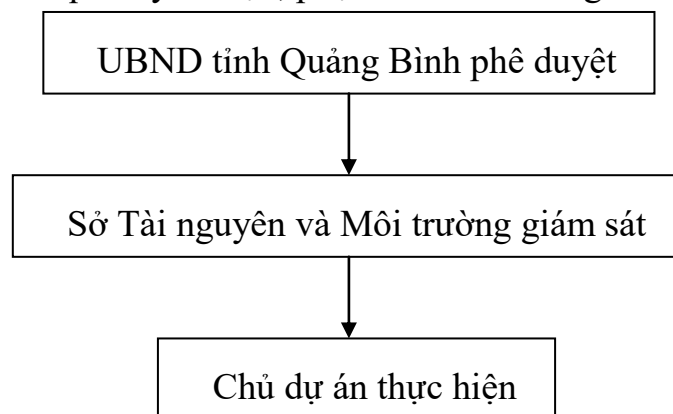 UBND tỉnh Quảng Bình phê duyệt
Sở Tài nguyên và Môi trường giám sát
Chủ dự án thực hiện